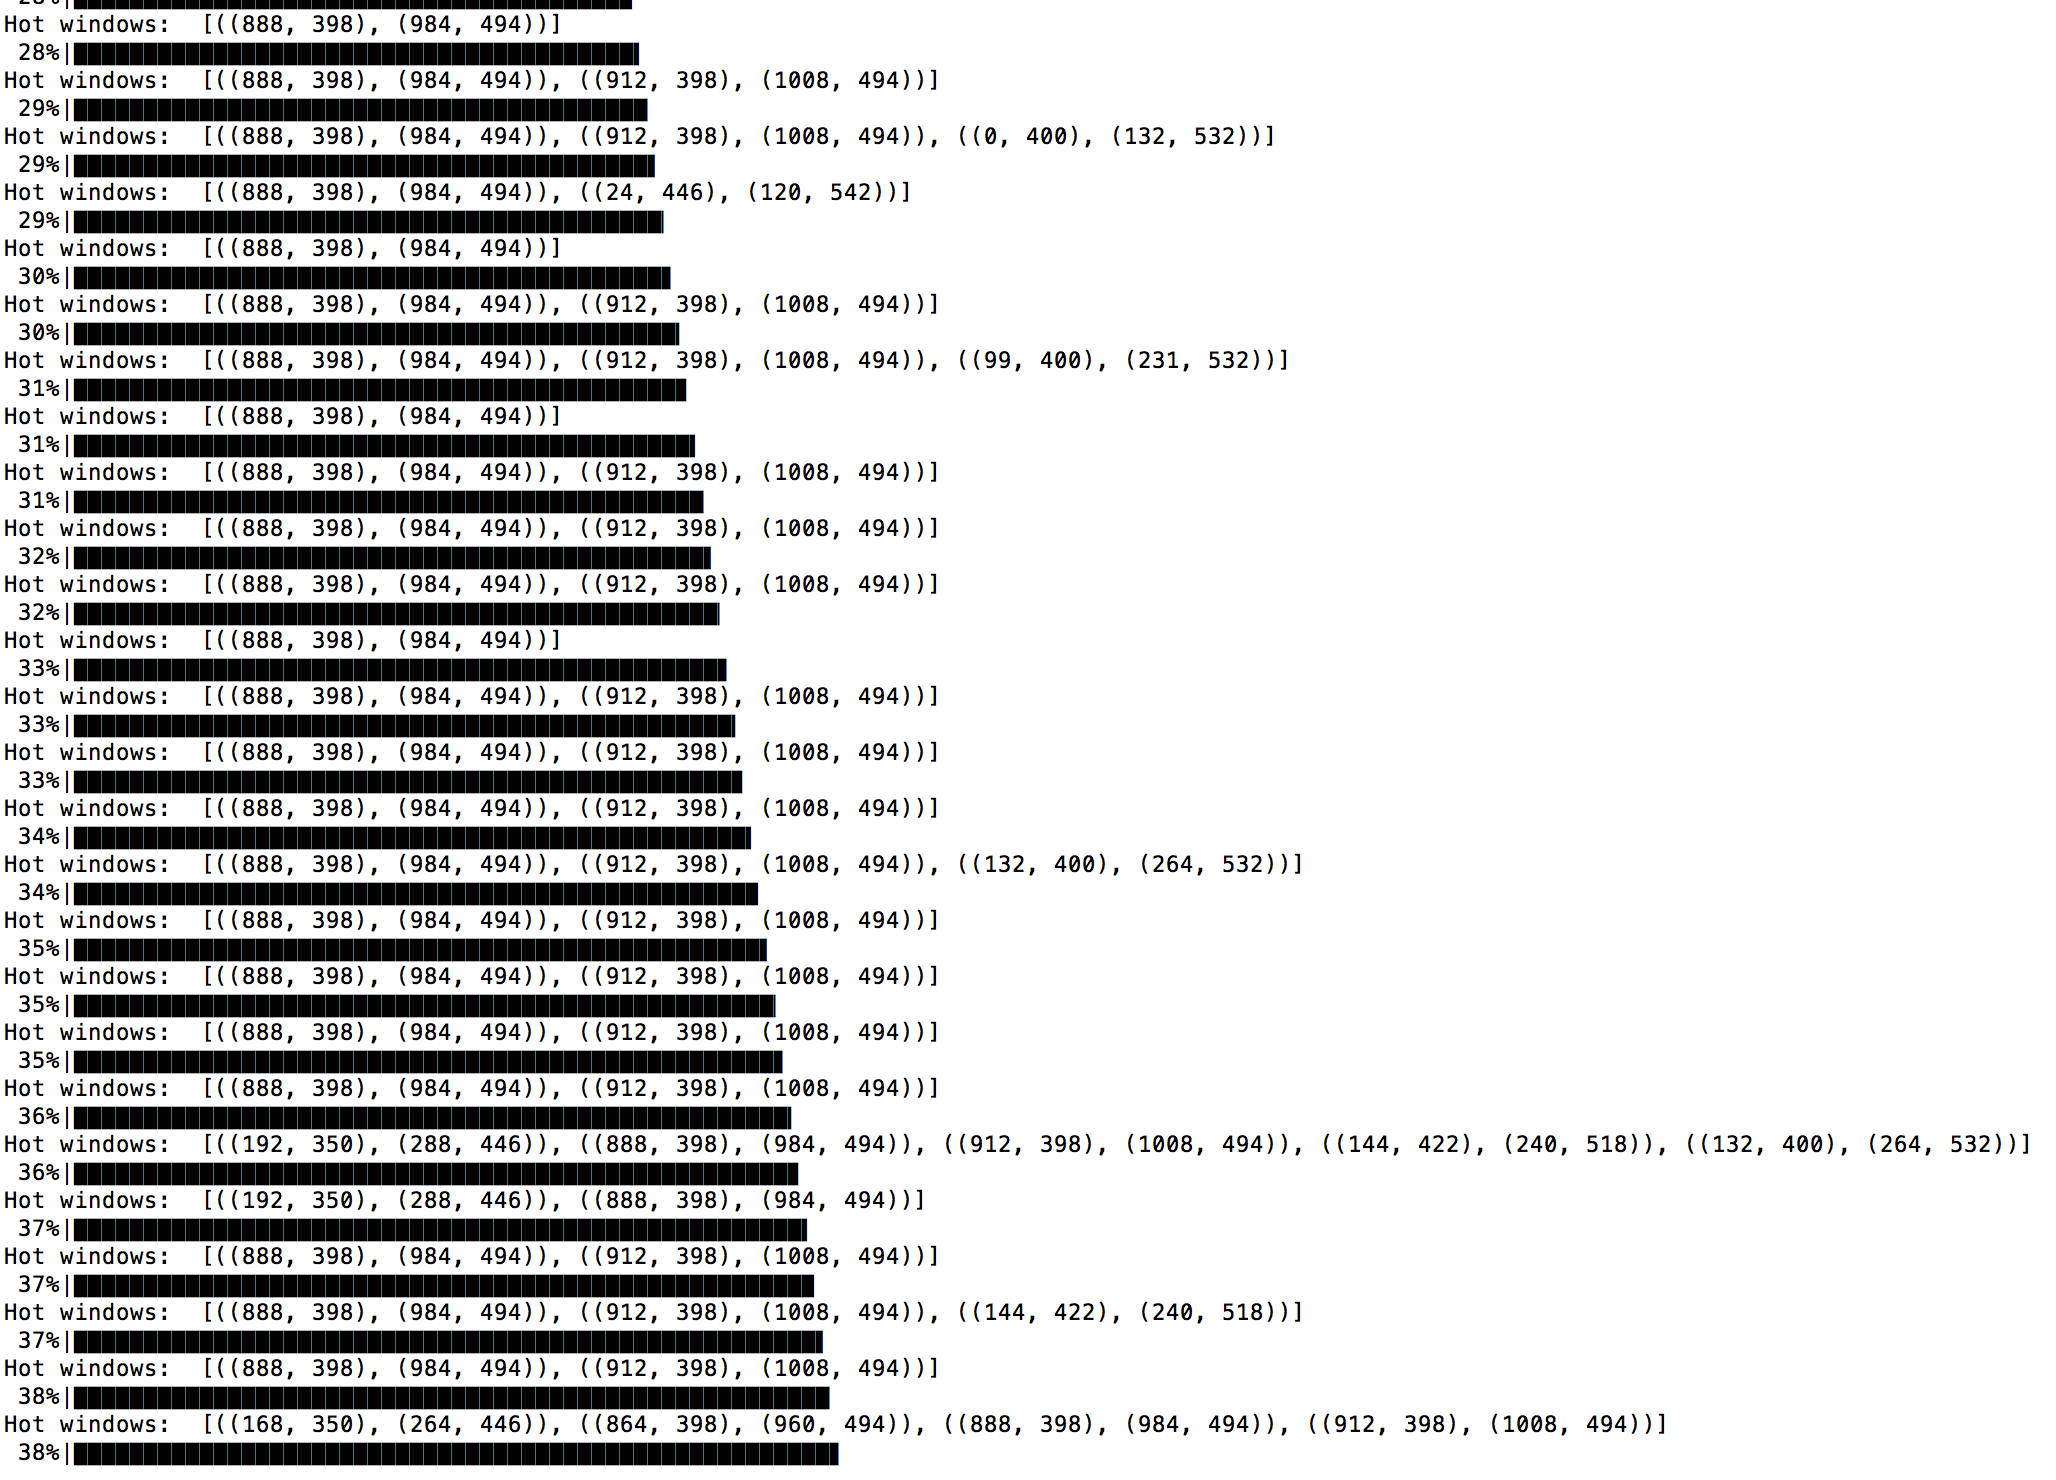 28%|
Hot windows:  [((888, 398), (984, 494))]
28%|
Hot windows:  [((888, 398), (984, 494)), ((912, 398), (1008, 494))]
29%|
Hot windows:  [((888, 398), (984, 494)), ((912, 398), (1008, 494)), ((0, 400), (132, 532))]
29%|
Hot windows:  [((888, 398), (984, 494)), ((24, 446), (120, 542))]
29%|
Hot windows:  [((888, 398), (984, 494))]
30%|
Hot windows:  [((888, 398), (984, 494)), ((912, 398), (1008, 494))]
30%|
Hot windows:  [((888, 398), (984, 494)), ((912, 398), (1008, 494)), ((99, 400), (231, 532))]
31%|
Hot windows:  [((888, 398), (984, 494))]
31%|
Hot windows:  [((888, 398), (984, 494)), ((912, 398), (1008, 494))]
31%|
Hot windows:  [((888, 398), (984, 494)), ((912, 398), (1008, 494))]
32%|
Hot windows:  [((888, 398), (984, 494)), ((912, 398), (1008, 494))]
32%|
Hot windows:  [((888, 398), (984, 494))]
33%|
Hot windows:  [((888, 398), (984, 494)), ((912, 398), (1008, 494))]
33%|
Hot windows:  [((888, 398), (984, 494)), ((912, 398), (1008, 494))]
33%|
Hot windows:  [((888, 398), (984, 494)), ((912, 398), (1008, 494))]
34%|
Hot windows:  [((888, 398), (984, 494)), ((912, 398), (1008, 494)), ((132, 400), (264, 532))]
34%|
Hot windows:  [((888, 398), (984, 494)), ((912, 398), (1008, 494))]
35%|
Hot windows:  [((888, 398), (984, 494)), ((912, 398), (1008, 494))]
35%|
Hot windows:  [((888, 398), (984, 494)), ((912, 398), (1008, 494))]
35%|
Hot windows:  [((888, 398), (984, 494)), ((912, 398), (1008, 494))]
36%|
Hot windows:  [((192, 350), (288, 446)), ((888, 398), (984, 494)), ((912, 398), (1008, 494)), ((144, 422), (240, 518)), ((132, 400), (264, 532))]
36%|
Hot windows:  [((192, 350), (288, 446)), ((888, 398), (984, 494))]
37%|
Hot windows:  [((888, 398), (984, 494)), ((912, 398), (1008, 494))]
37%|
Hot windows:  [((888, 398), (984, 494)), ((912, 398), (1008, 494)), ((144, 422), (240, 518))]
37%|
Hot windows:  [((888, 398), (984, 494)), ((912, 398), (1008, 494))]
38%|
Hot windows:  [((168, 350), (264, 446)), ((864, 398), (960, 494)), ((888, 398), (984, 494)), ((912, 398), (1008, 494))]
38%|